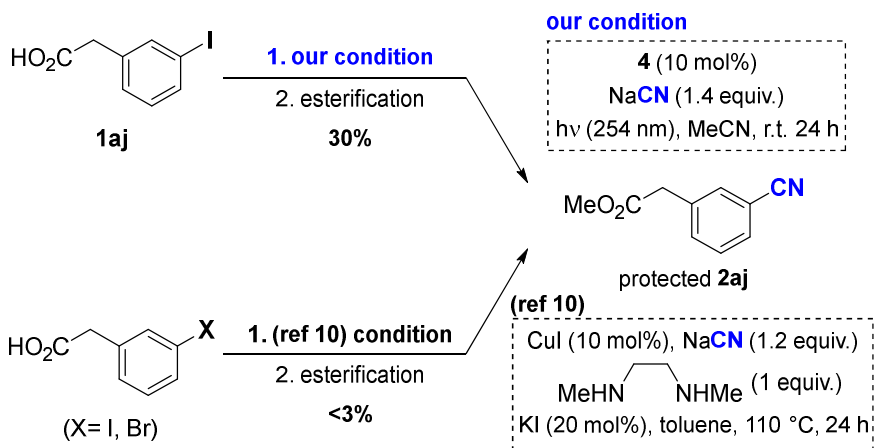 our condition
HO2C
I
1. our condition
2. esterification
30%
1aj
4 (10 mol%)
NaCN (1.4 equiv.)
hν (254 nm), MeCN, r.t. 24 h
MeO2C
CN
protected 2aj
HO2C
X
(X= I, Br)
1. (ref 10) condition
2. esterification
<3%
(ref 10)
CuI (10 mol%), NaCN (1.2 equiv.)
MeHN NHMe (1 equiv.)
KI (20 mol%), toluene, 110 °C, 24 h